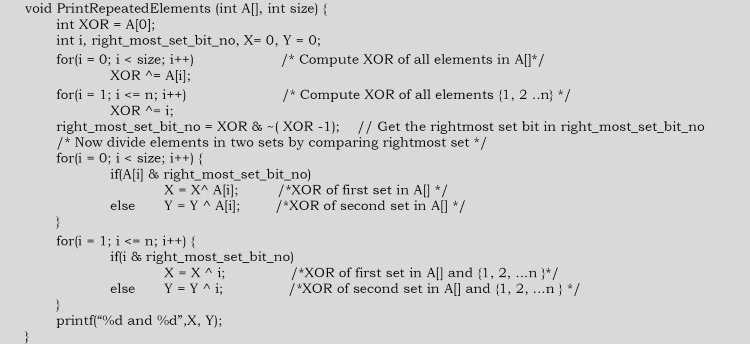 void PrintRepeatedElements (int A[], int size) {
int XOR = A[0];
int i, right_most_set_bit_no, X= 0, Y = 0;
for(i = 0; i < size; i++) /* Compute XOR of all elements in A[]*/
XOR ^= A[i];
for(i = 1; i <= n; i++) /* Compute XOR of all elements {1, 2 ..n} */
XOR ^= i;
right_most_set_bit_no = XOR & ~( XOR -1); // Get the rightmost set bit in right_most_set_bit_no
/* Now divide elements in two sets by comparing rightmost set */
for(i = 0; i < size; i++) {
if(A[i] & right_most_set_bit_no)
X = X^ A[i]; /*XOR of first set in A[] */
else Y = Y ^ A[i]; /*XOR of second set in A[] */
}
for(i = 1; i <= n; i++) {
if(i & right_most_set_bit_no)
X = X ^ i; /*XOR of first set in A[] and {1, 2, ...n }*/
else Y = Y ^ i; /*XOR of second set in A[] and {1, 2, ...n } */
}
printf(“%d and %d”,X, Y);
}